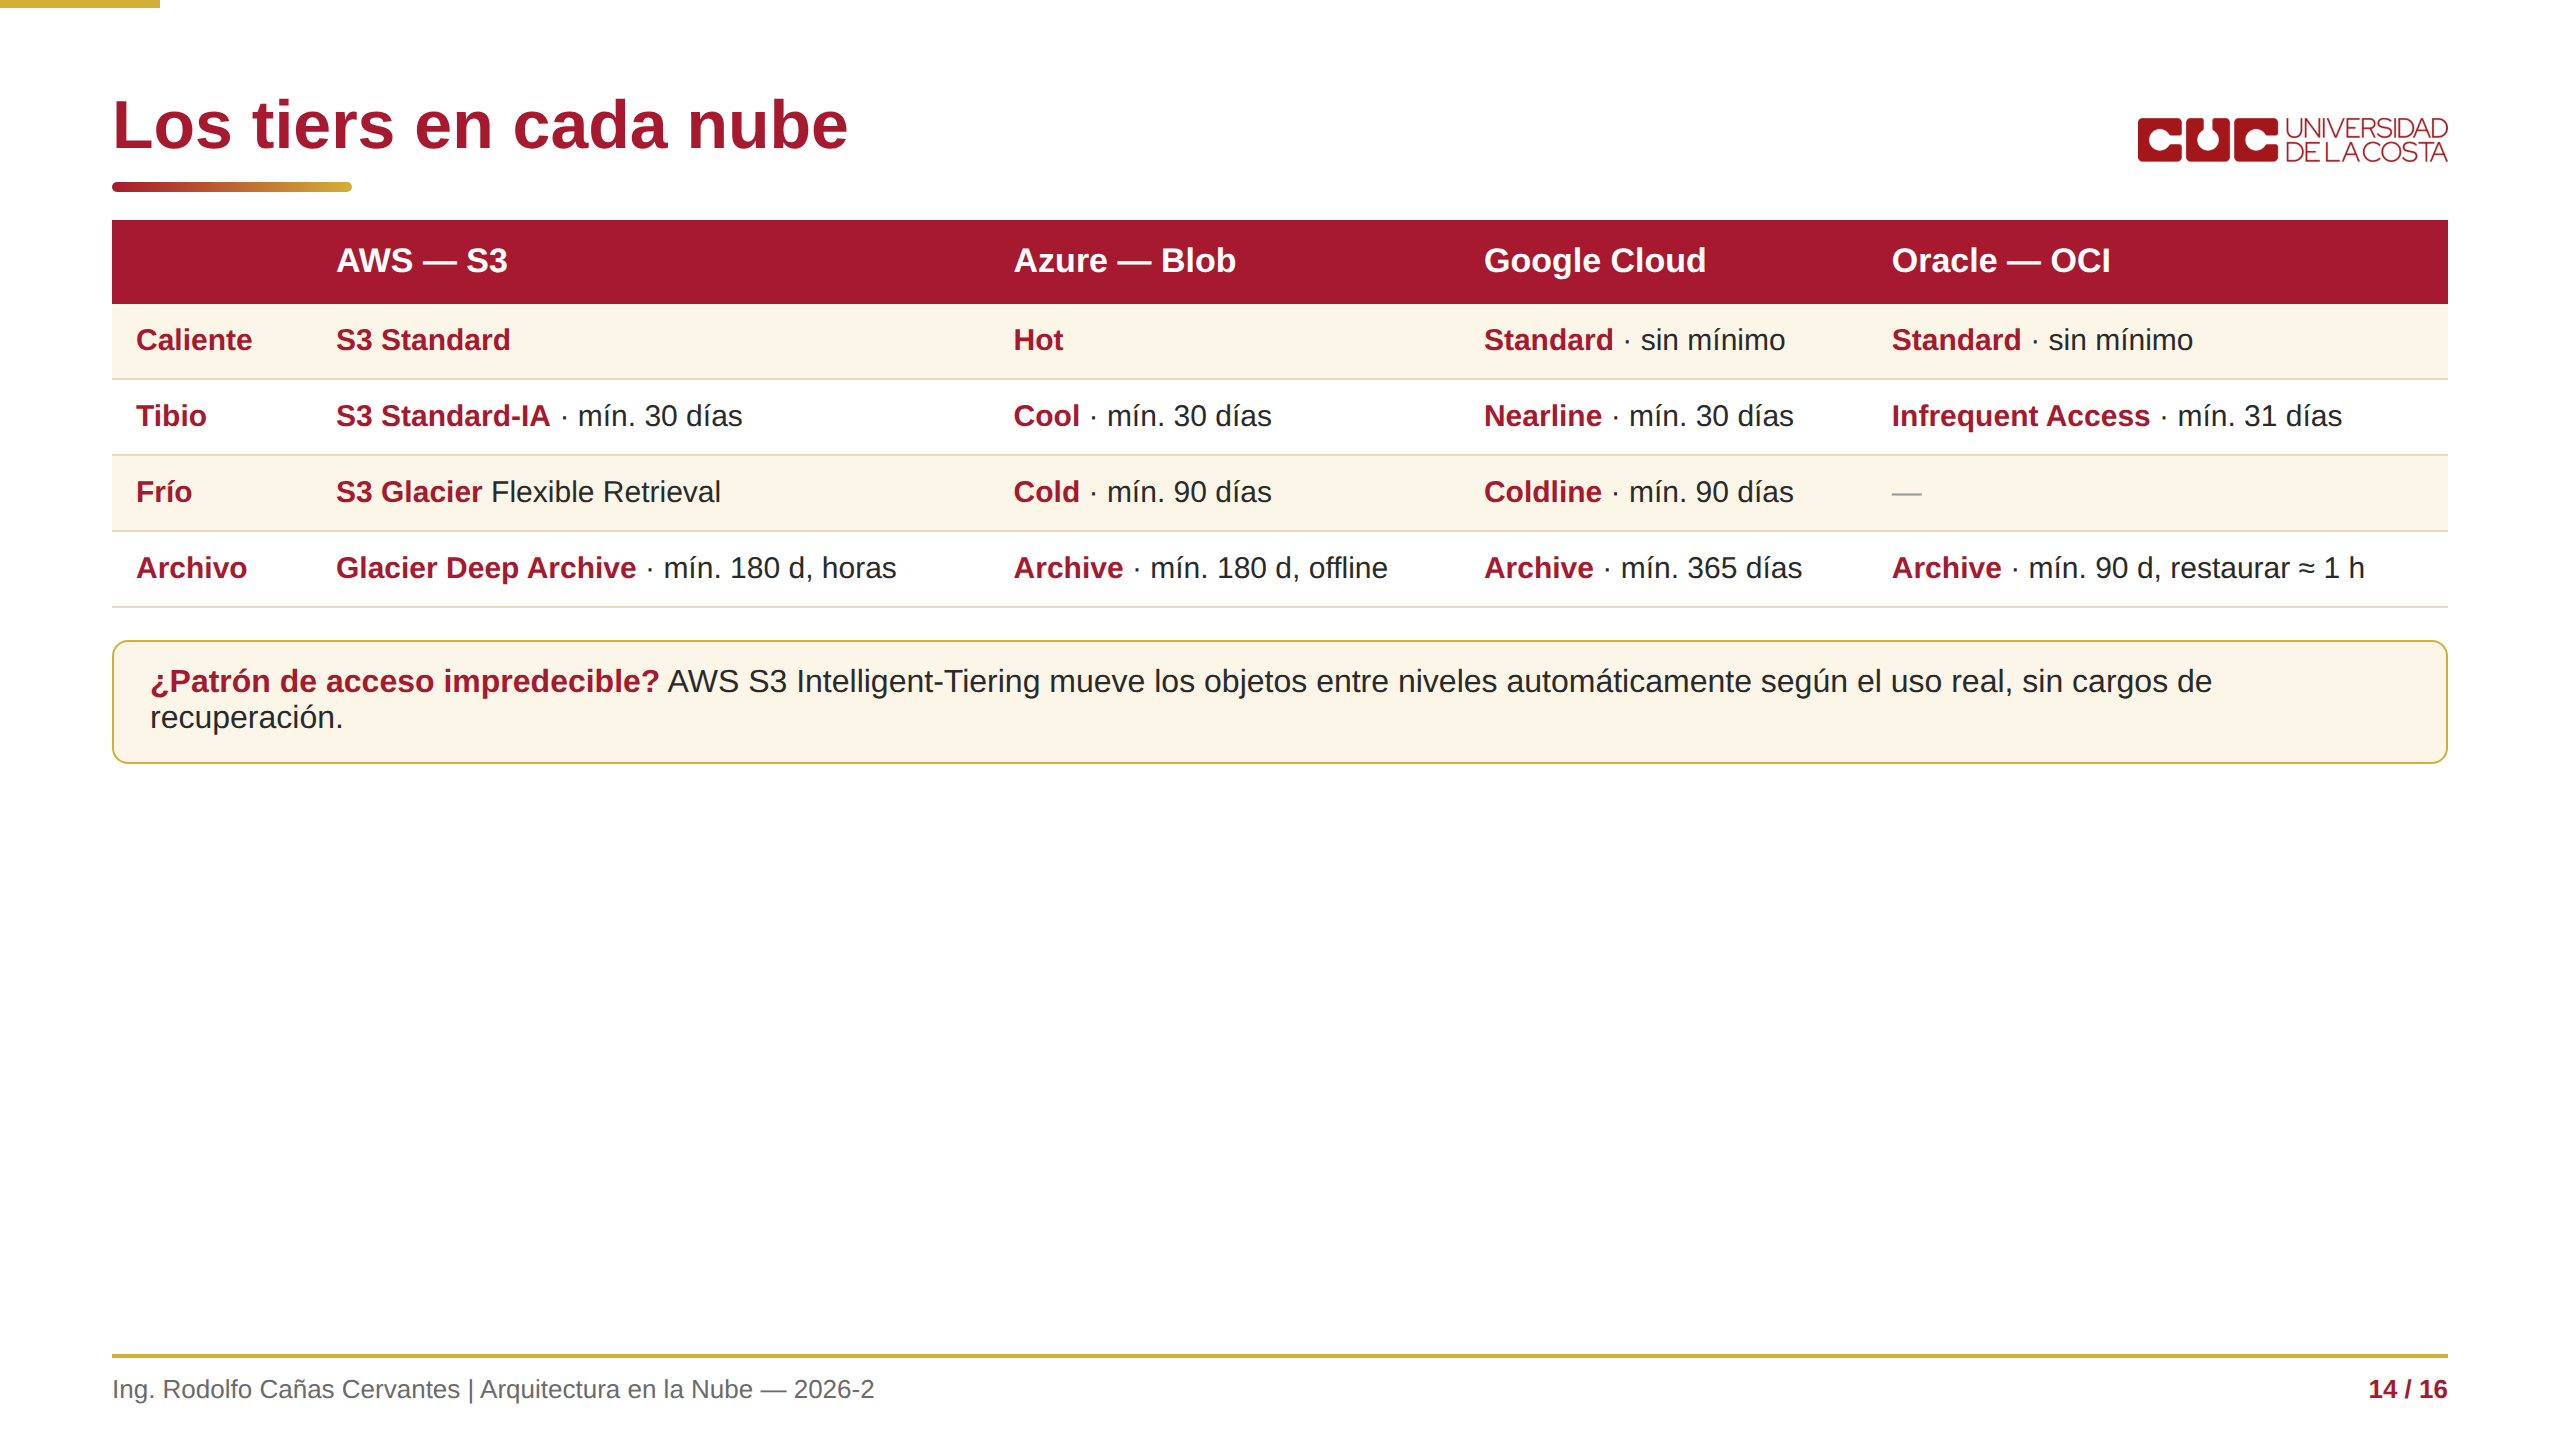 Los tiers en cada nube
CUC UNIVERSIDAD
DE LA COSTA
AWS — S3 Azure — Blob Google Cloud Oracle — OCI
Caliente S3 Standard Hot Standard · sin mínimo Standard · sin mínimo
Tibio S3 Standard-IA · mín. 30 días Cool · mín. 30 días Nearline · mín. 30 días Infrequent Access · mín. 31 días
Frío S3 Glacier Flexible Retrieval Cold · mín. 90 días Coldline · mín. 90 días —
Archivo Glacier Deep Archive · mín. 180 d, horas Archive · mín. 180 d, offline Archive · mín. 365 días Archive · mín. 90 d, restaurar ≈ 1 h
¿Patrón de acceso impredecible? AWS S3 Intelligent-Tiering mueve los objetos entre niveles automáticamente según el uso real, sin cargos de
recuperación.
Ing. Rodolfo Cañas Cervantes | Arquitectura en la Nube — 2026-2
14 / 16